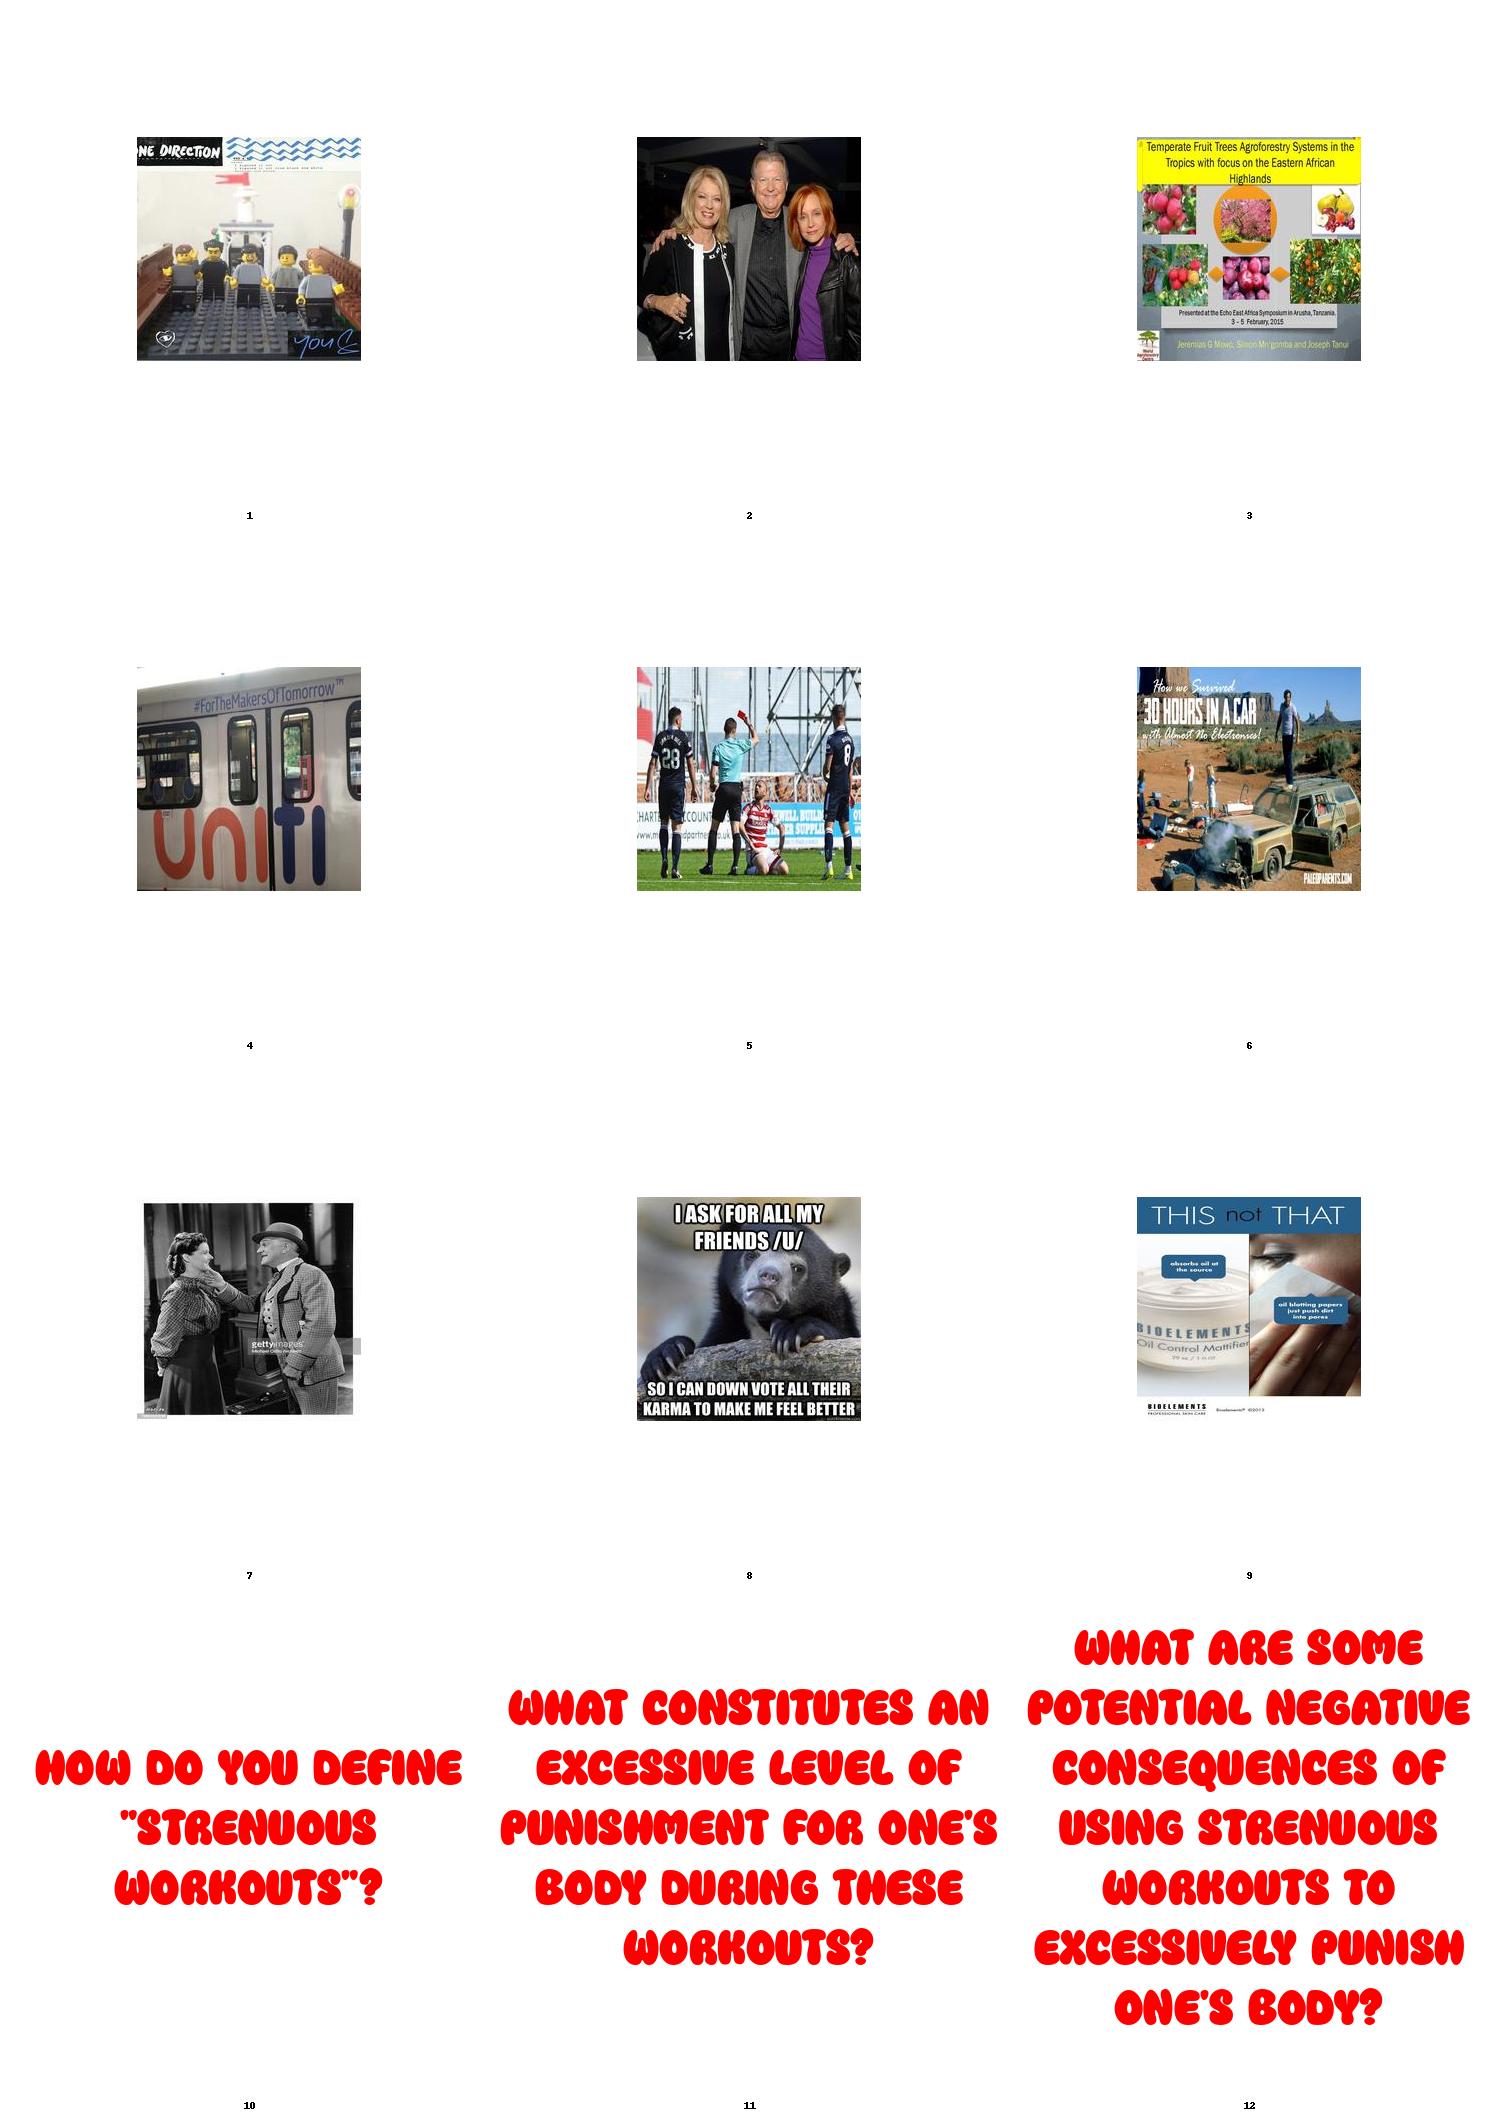 ONE DIRECTION
YOU &
1
2
Temperate Fruit Trees Agroforestry Systems in the
Tropics with focus on the Eastern African
Highlands
Presented at the Echo East Africa Symposium in Arusha, Tanzania.
3 – 5 February, 2015
Jeremias G Mowo, Simon Mn'gomba and Joseph Tanui
World
Agroforestry
Centre
3
#ForTheMakersOfTomorrow™
UNITI
4
28
8
5
How we Survived
30 HOURS IN A CAR
with Almost No Electronics!
PALEOPARENTS.COM
6
gettyimages
7
I ASK FOR ALL MY
FRIENDS /U/
SO I CAN DOWN VOTE ALL THEIR
KARMA TO MAKE ME FEEL BETTER
8
THIS not THAT
absorbs oil at
the source
oil blotting papers
just push dirt
into pores
BIOELEMENTS
Oil Control Mattifier
BIOELEMENTS
PROFESSIONAL SKIN CARE
Bioelements® ©2013
9
HOW DO YOU DEFINE
"STRENUOUS
WORKOUTS"?
10
WHAT CONSTITUTES AN
EXCESSIVE LEVEL OF
PUNISHMENT FOR ONE'S
BODY DURING THESE
WORKOUTS?
11
WHAT ARE SOME
POTENTIAL NEGATIVE
CONSEQUENCES OF
USING STRENUOUS
WORKOUTS TO
EXCESSIVELY PUNISH
ONE'S BODY?
12